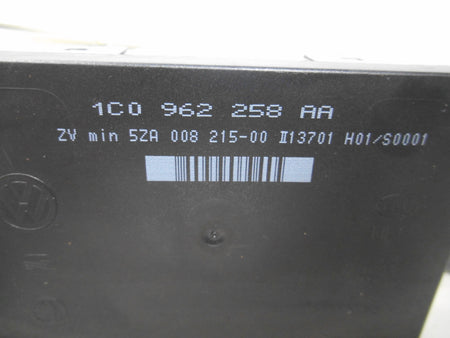 1C0 962 258 AA
ZV min 5ZA 008 215-00 II13701 H01/S0001